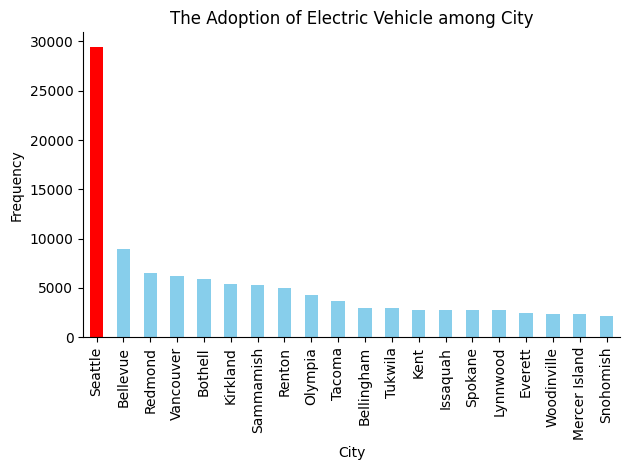 The Adoption of Electric Vehicle among City
Frequency
30000
25000
20000
15000
10000
5000
0
Seattle
Bellevue
Redmond
Vancouver
Bothell
Kirkland
Sammamish
Renton
Olympia
Tacoma
Bellingham
Tukwila
Kent
Issaquah
Spokane
Lynnwood
Everett
Woodinville
Mercer Island
Snohomish
City